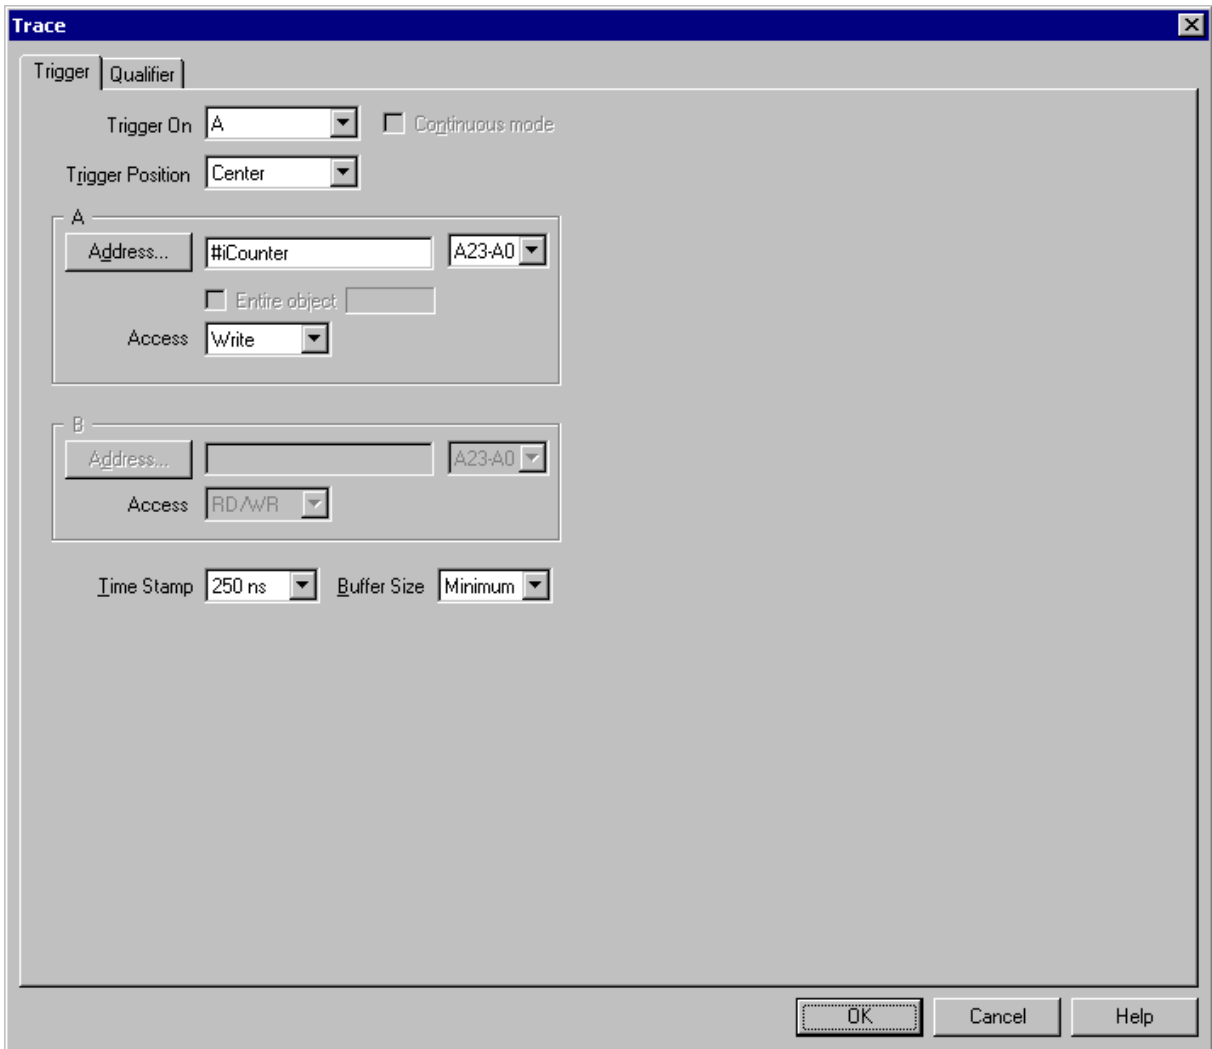 Trace
Trigger Qualifier
Trigger On A Continuous mode
Trigger Position Center
A
Address... #iCounter A23-A0
Entire object
Access Write
B
Address... A23-A0
Access RD/WR
Time Stamp 250 ns Buffer Size Minimum
OK Cancel Help